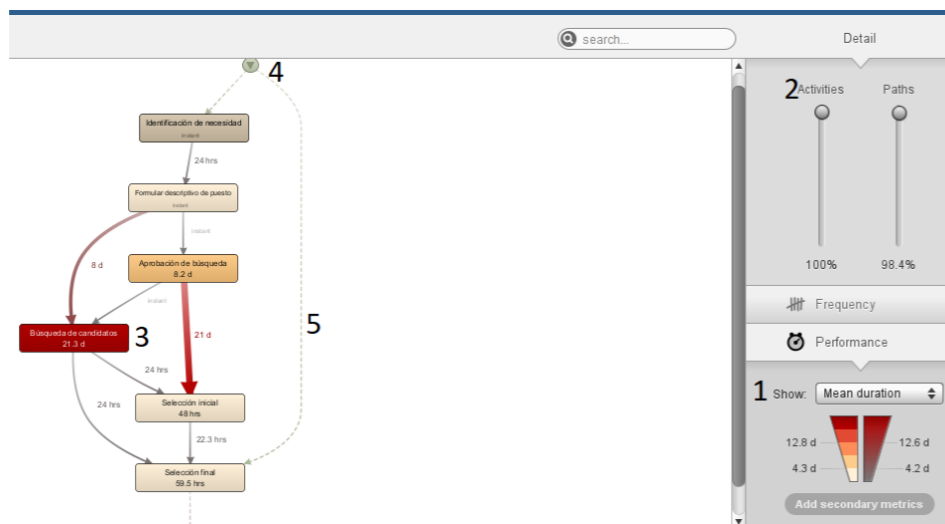 search...
Detail
4
2
Activities
Paths
Identificación de necesidad
instant
24 hrs
Formular descriptivo de puesto
instant
instant
8 d
Aprobación de búsqueda
8.2 d
100%
98.4%
instant
Frequency
5
Búsqueda de candidatos
21.3 d
3
21 d
Performance
24 hrs
1
Show:
Mean duration
24 hrs
Selección inicial
48 hrs
22.3 hrs
12.8 d
12.6 d
4.3 d
4.2 d
Selección final
59.5 hrs
Add secondary metrics